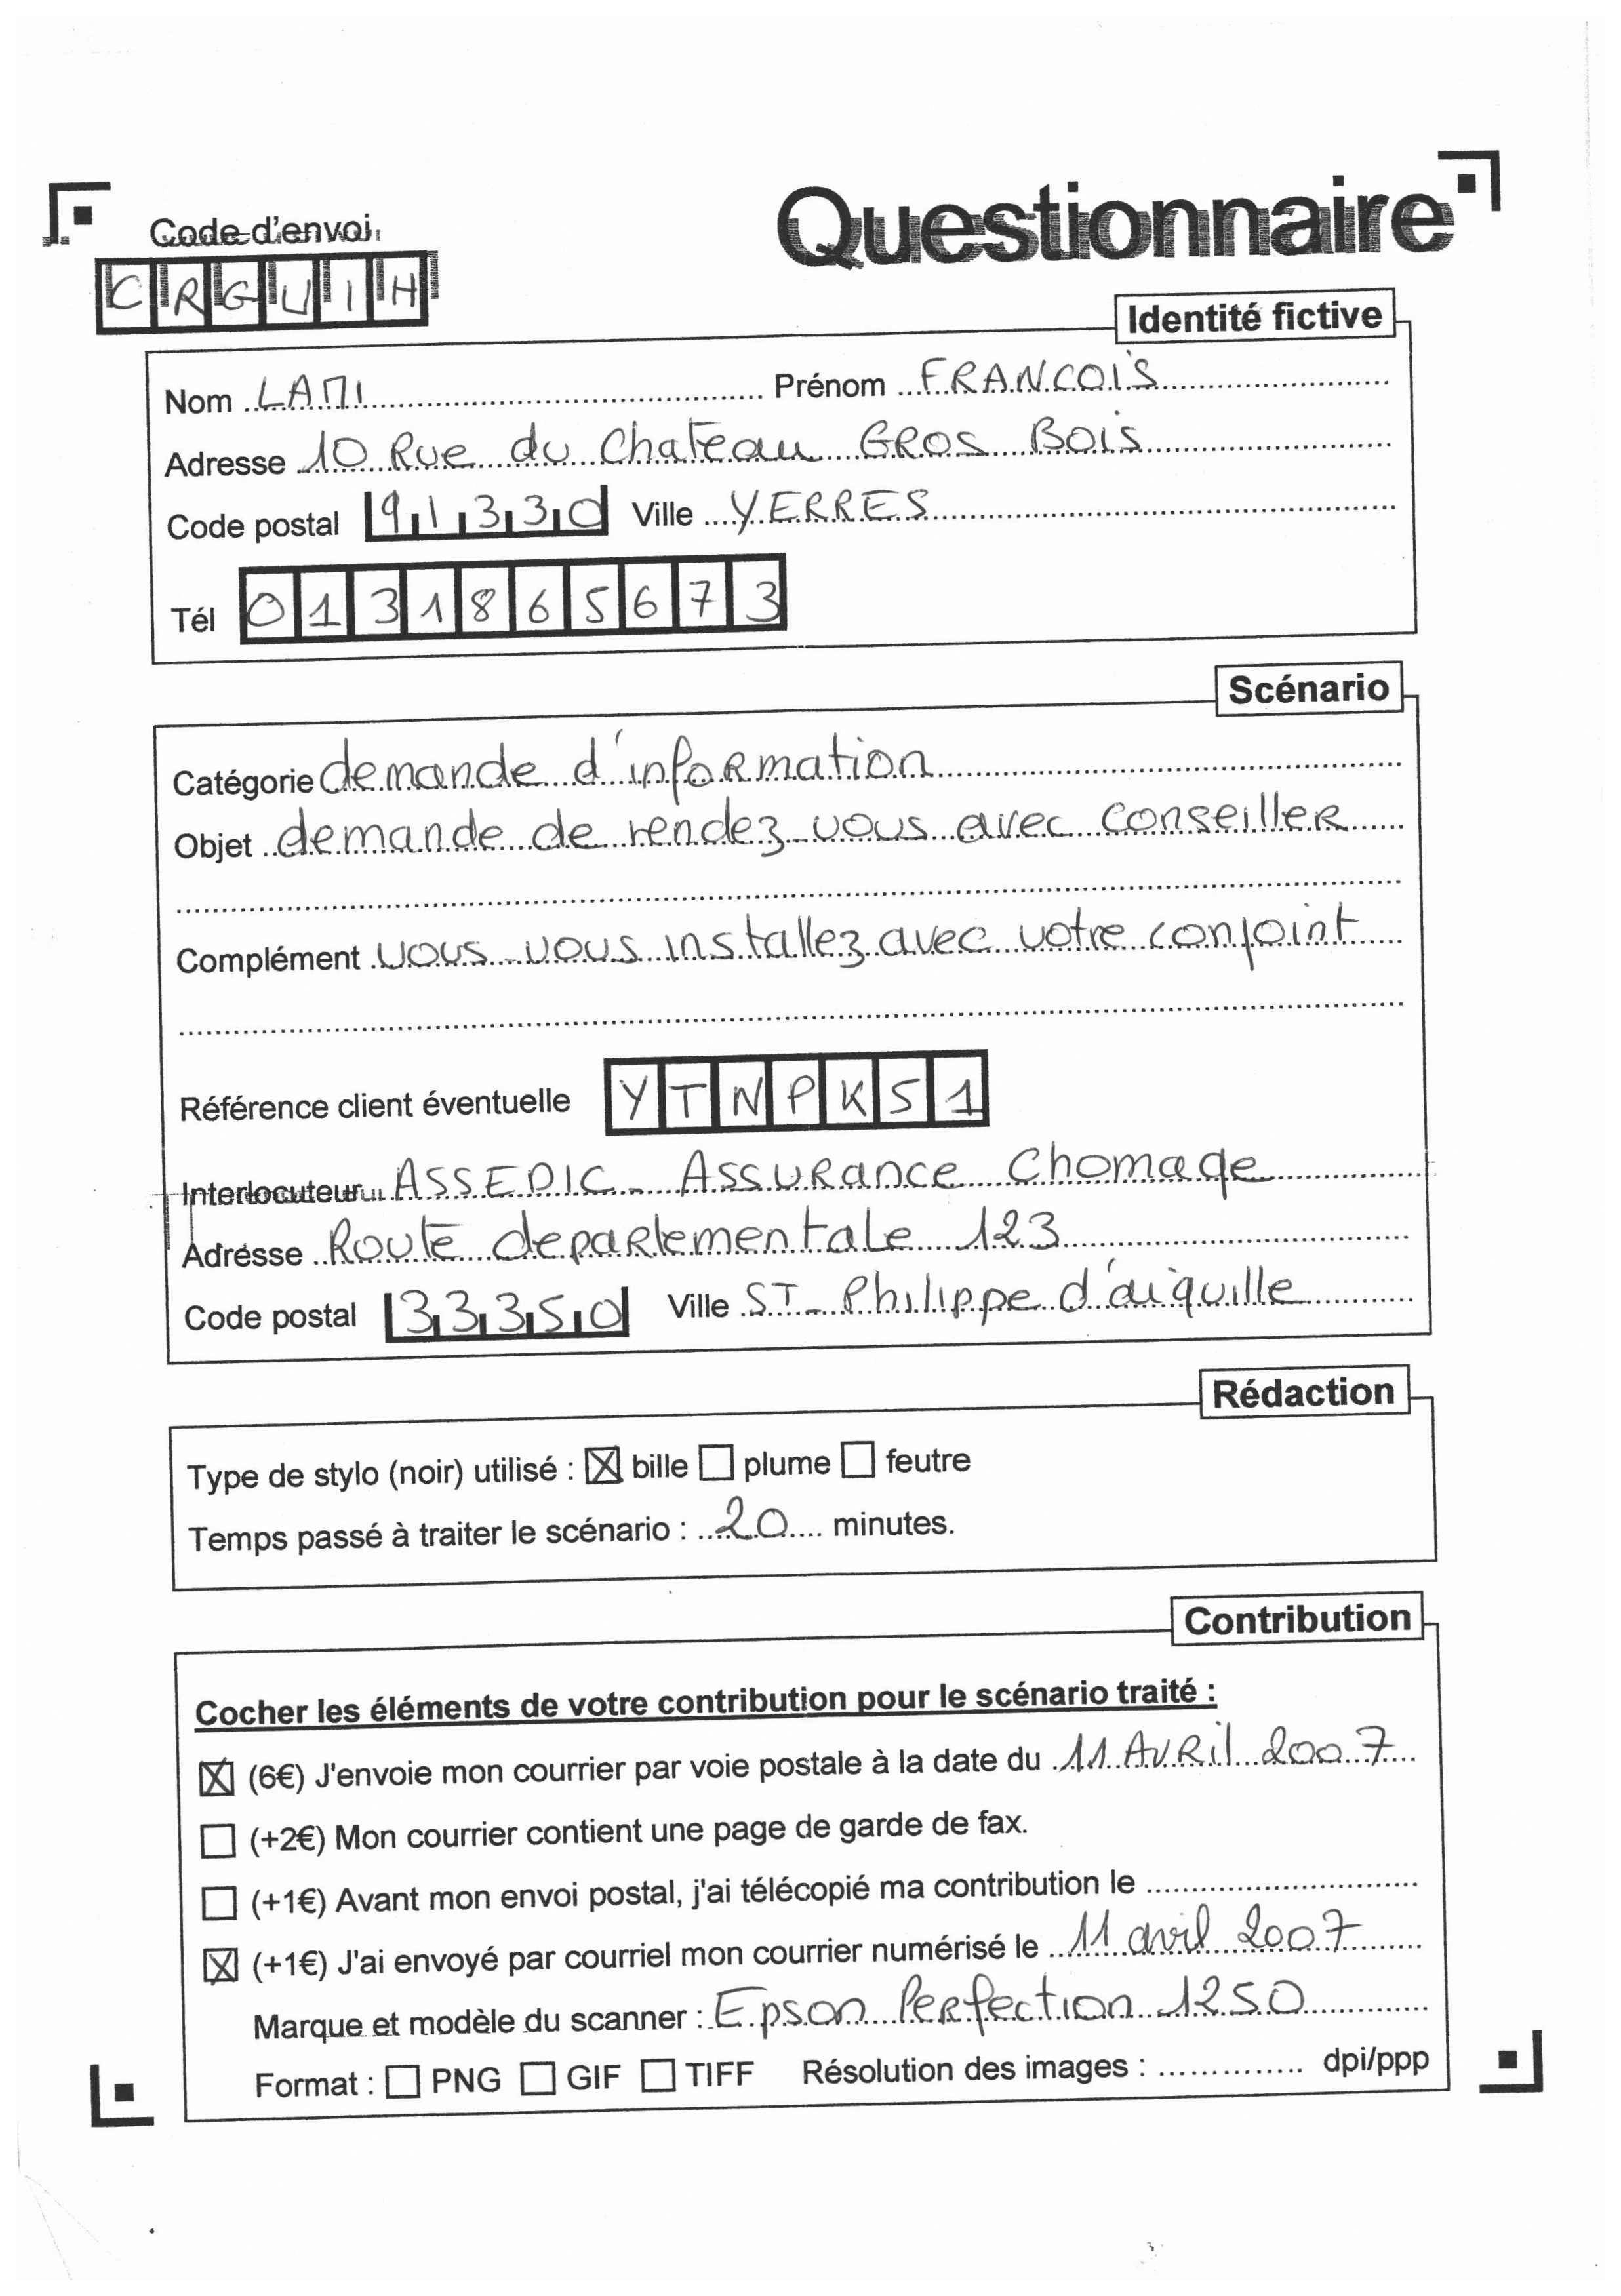 Questionnaire
Code d'envoi
CRGUIH
Identité fictive
Nom LAMI Prénom FRANCOIS
Adresse 10 Rue du Chateau GROS BOIS
Code postal 91330 Ville YERRES
Tél 0131865673
Scénario
Catégorie demande d'information
Objet demande de rendez-vous avec conseiller
Complément vous vous installez avec votre conjoint
Référence client éventuelle YTNPK51
Interlocuteur ASSEDIC - Assurance Chomage
Adresse Route departementale 123
Code postal 33350 Ville ST-Philippe d'aiguille
Rédaction
Type de stylo (noir) utilisé : ☒ bille ☐ plume ☐ feutre
Temps passé à traiter le scénario : 20 minutes.
Contribution
Cocher les éléments de votre contribution pour le scénario traité :
☒ (6€) J'envoie mon courrier par voie postale à la date du 11 AVRil 2007
☐ (+2€) Mon courrier contient une page de garde de fax.
☐ (+1€) Avant mon envoi postal, j'ai télécopié ma contribution le
☒ (+1€) J'ai envoyé par courriel mon courrier numérisé le 11 avril 2007
Marque et modèle du scanner : Epson Perfection 1250
Format : ☐ PNG ☐ GIF ☐ TIFF Résolution des images : .............. dpi/ppp